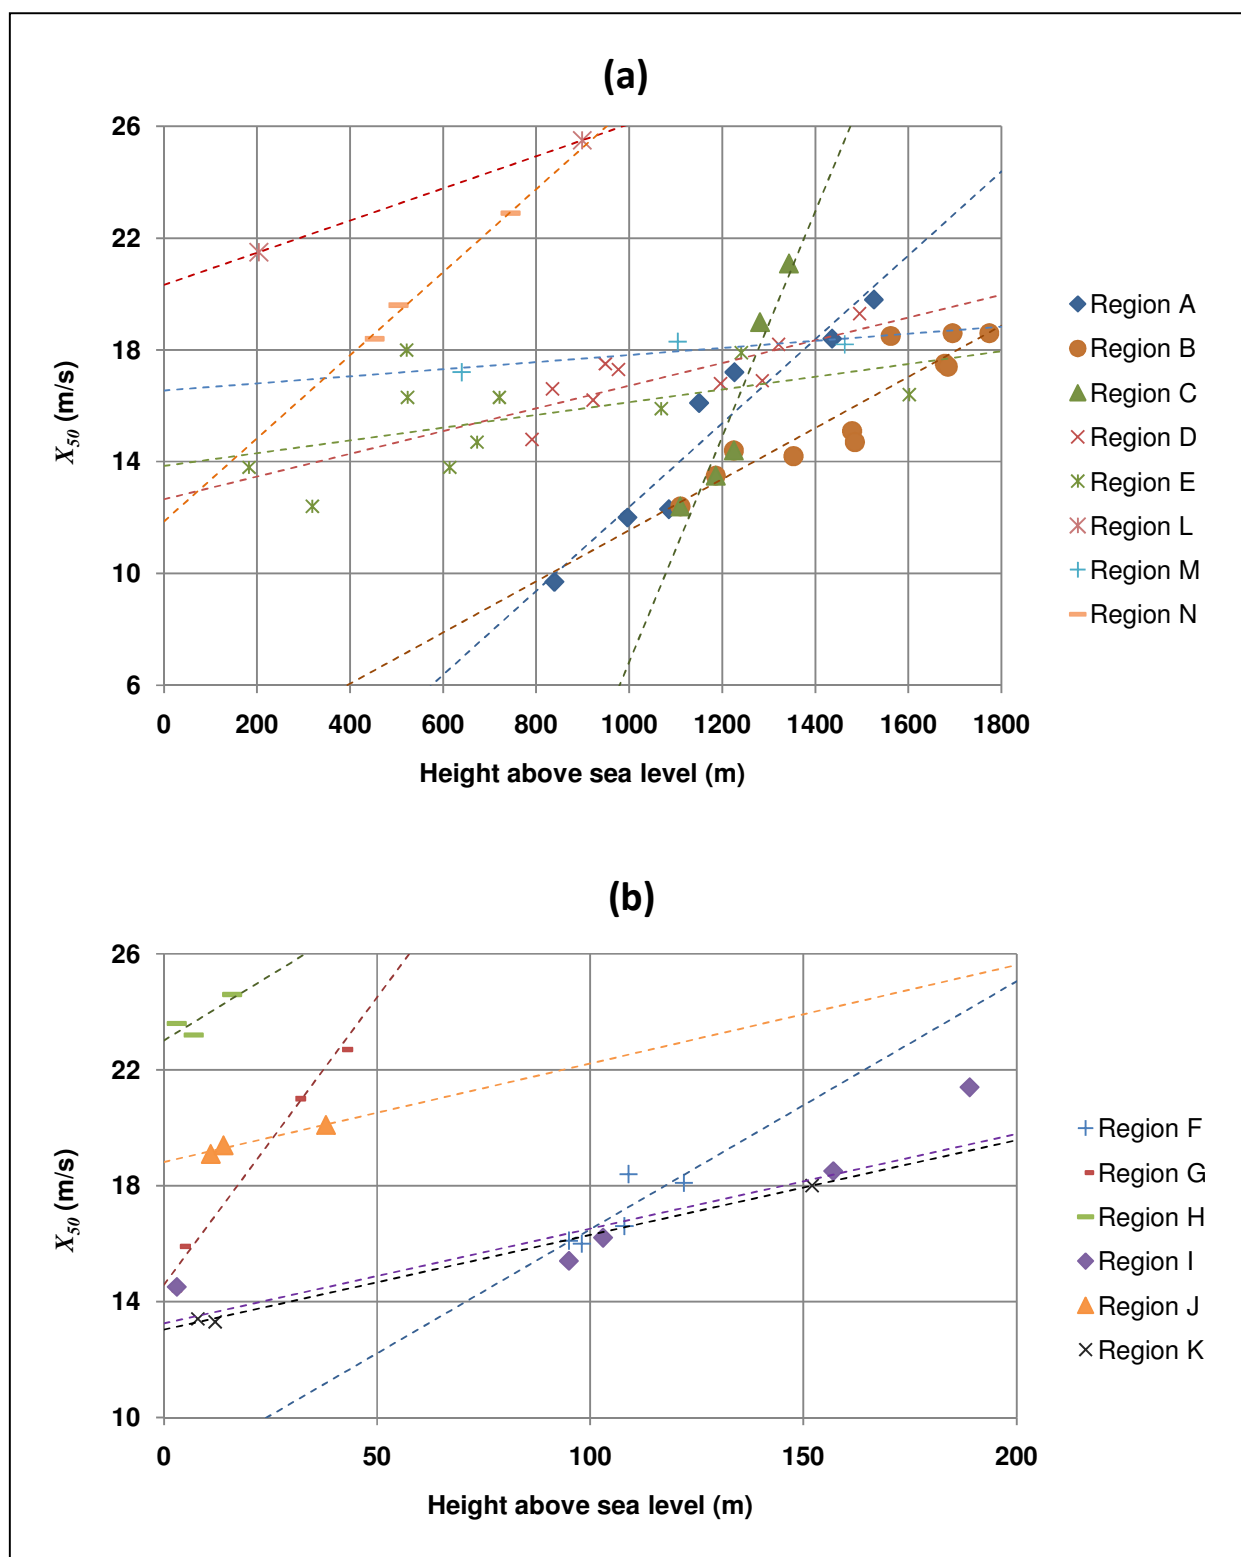 (a)
26
22
18
14
10
6
X50 (m/s)
0 200 400 600 800 1000 1200 1400 1600 1800
Height above sea level (m)
Region A
Region B
Region C
Region D
Region E
Region L
Region M
Region N
(b)
26
22
18
14
10
X50 (m/s)
0 50 100 150 200
Height above sea level (m)
Region F
Region G
Region H
Region I
Region J
Region K